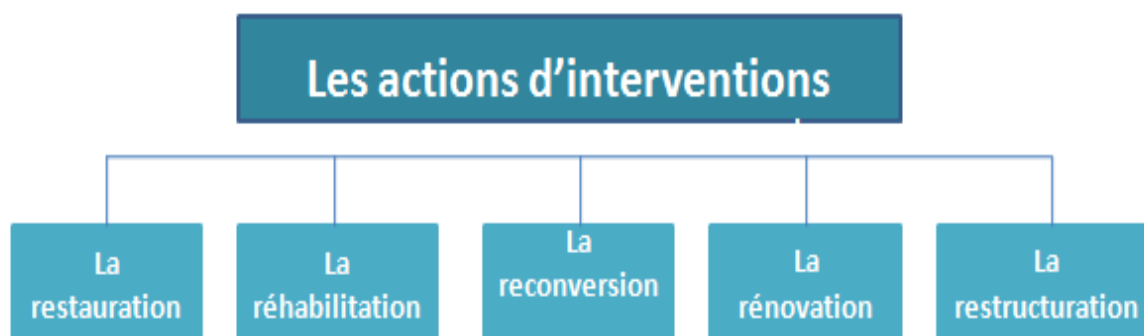 Les actions d'interventions
La
restauration
La
réhabilitation
La
reconversion
La
rénovation
La
restructuration